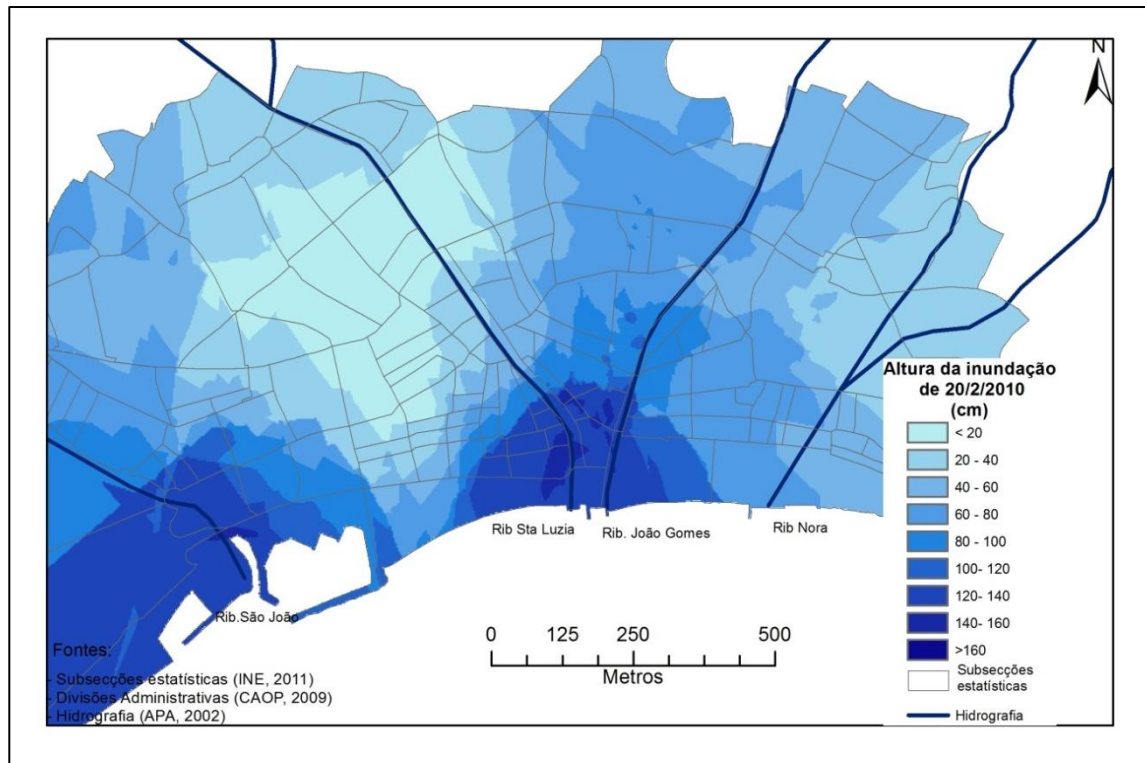 N
Rib Sta Luzia
Rib. João Gomes
Rib Nora
Rib.São João
0 125 250 500
Metros
Fontes:
- Subsecções estatísticas (INE, 2011)
- Divisões Administrativas (CAOP, 2009)
- Hidrografia (APA, 2002)
Altura da inundação
de 20/2/2010
(cm)
< 20
20 - 40
40 - 60
60 - 80
80 - 100
100- 120
120 - 140
140- 160
>160
Subsecções
estatísticas
Hidrografia